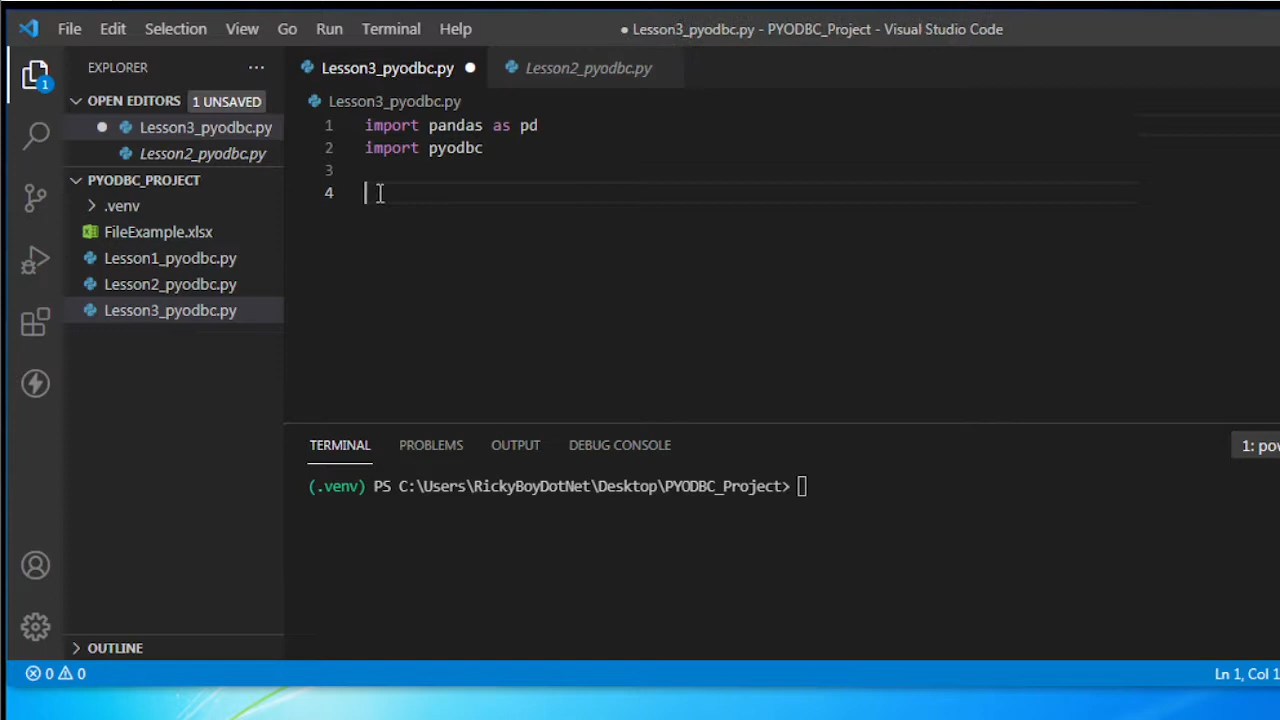 File Edit Selection View Go Run Terminal Help ● Lesson3_pyodbc.py - PYODBC_Project - Visual Studio Code
EXPLORER ···
1
OPEN EDITORS 1 UNSAVED
Lesson3_pyodbc.py
Lesson2_pyodbc.py
PYODBC_PROJECT
.venv
FileExample.xlsx
Lesson1_pyodbc.py
Lesson2_pyodbc.py
Lesson3_pyodbc.py
OUTLINE
Lesson3_pyodbc.py Lesson2_pyodbc.py
Lesson3_pyodbc.py
1 import pandas as pd
2 import pyodbc
3
4
TERMINAL PROBLEMS OUTPUT DEBUG CONSOLE 1: pow
(.venv) PS C:\Users\RickyBoyDotNet\Desktop\PYODBC_Project>
0 0 Ln 1, Col 1